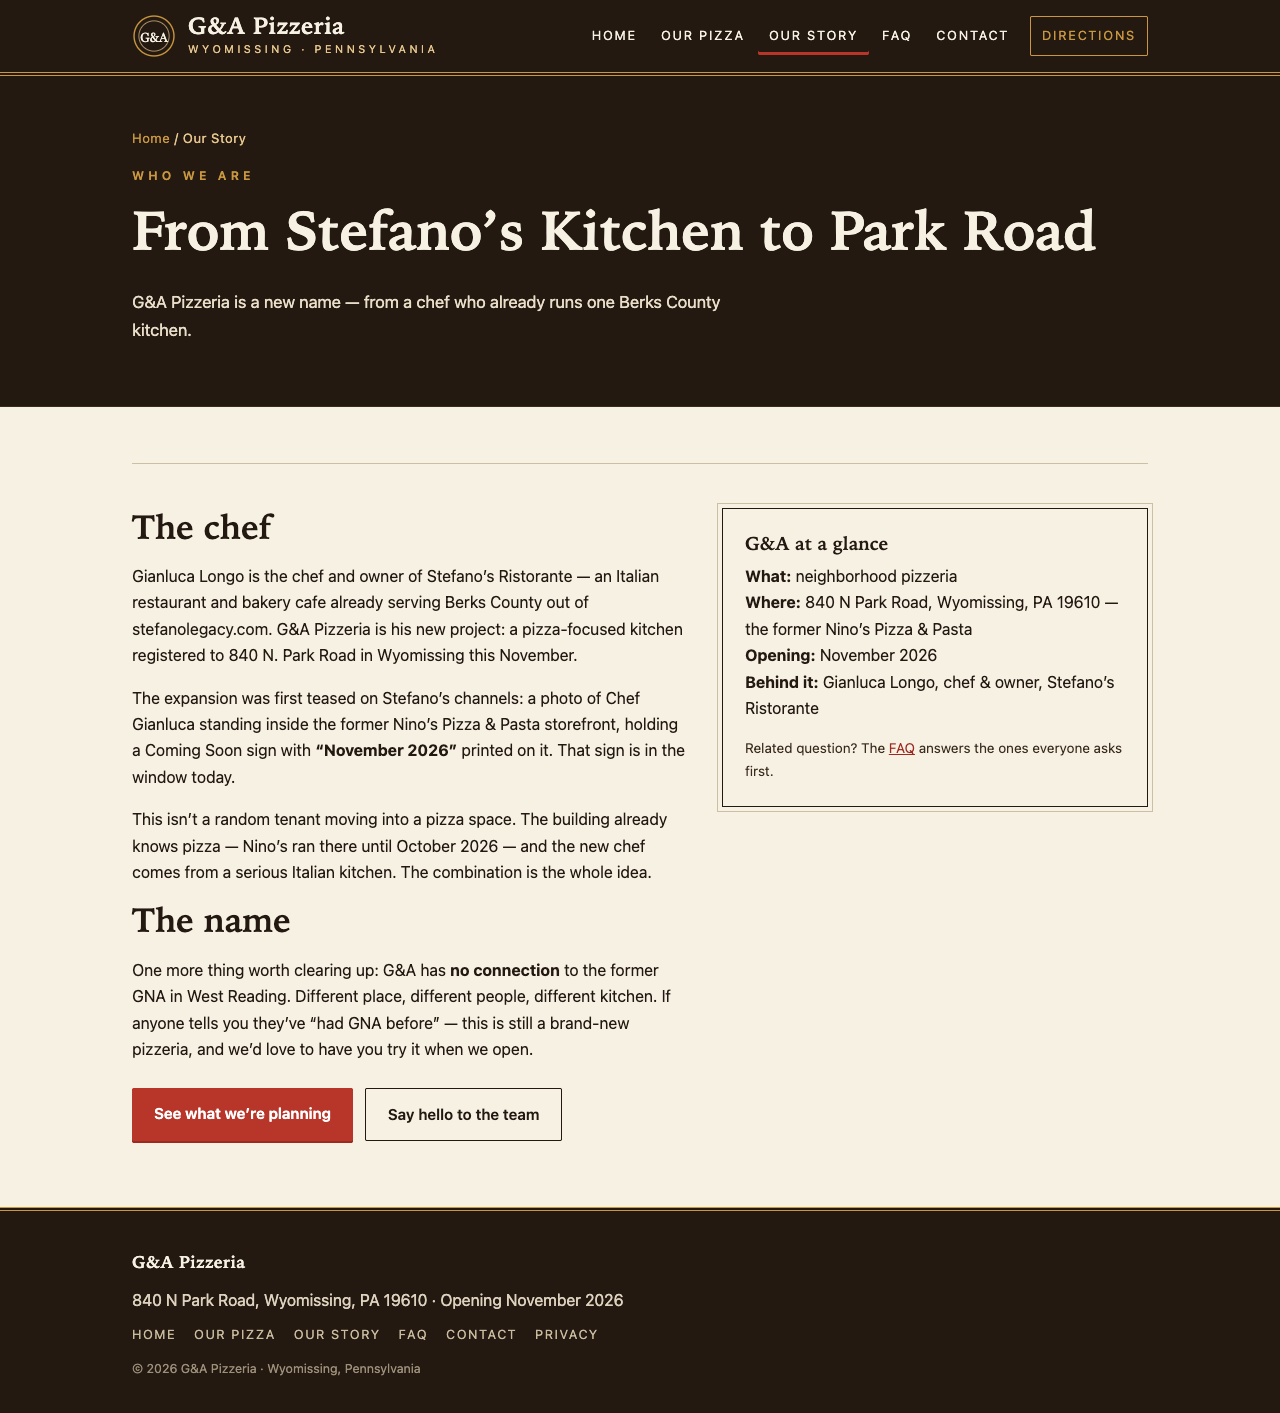 G&A
G&A Pizzeria
WYOMISSING · PENNSYLVANIA
HOME
OUR PIZZA
OUR STORY
FAQ
CONTACT
DIRECTIONS
Home / Our Story
WHO WE ARE
From Stefano’s Kitchen to Park Road
G&A Pizzeria is a new name — from a chef who already runs one Berks County
kitchen.
The chef
Gianluca Longo is the chef and owner of Stefano’s Ristorante — an Italian
restaurant and bakery cafe already serving Berks County out of
stefanolegacy.com. G&A Pizzeria is his new project: a pizza-focused kitchen
registered to 840 N. Park Road in Wyomissing this November.
The expansion was first teased on Stefano’s channels: a photo of Chef
Gianluca standing inside the former Nino’s Pizza & Pasta storefront, holding
a Coming Soon sign with “November 2026” printed on it. That sign is in the
window today.
This isn’t a random tenant moving into a pizza space. The building already
knows pizza — Nino’s ran there until October 2026 — and the new chef
comes from a serious Italian kitchen. The combination is the whole idea.
The name
One more thing worth clearing up: G&A has no connection to the former
GNA in West Reading. Different place, different people, different kitchen. If
anyone tells you they’ve “had GNA before” — this is still a brand-new
pizzeria, and we’d love to have you try it when we open.
See what we’re planning
Say hello to the team
G&A at a glance
What: neighborhood pizzeria
Where: 840 N Park Road, Wyomissing, PA 19610 —
the former Nino’s Pizza & Pasta
Opening: November 2026
Behind it: Gianluca Longo, chef & owner, Stefano’s
Ristorante
Related question? The FAQ answers the ones everyone asks
first.
G&A Pizzeria
840 N Park Road, Wyomissing, PA 19610 · Opening November 2026
HOME
OUR PIZZA
OUR STORY
FAQ
CONTACT
PRIVACY
© 2026 G&A Pizzeria · Wyomissing, Pennsylvania